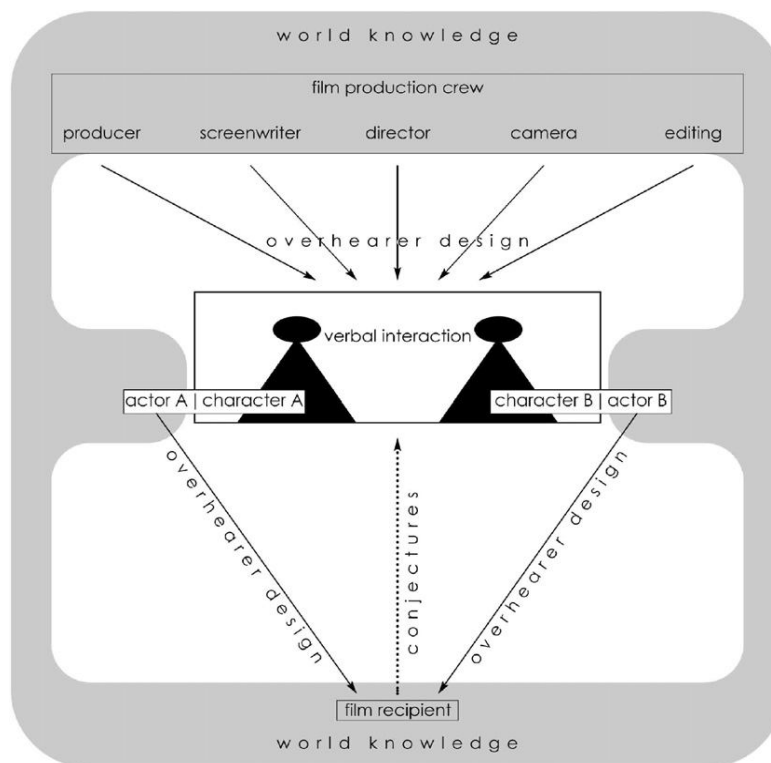 world knowledge
film production crew
producer screenwriter director camera editing
overhearer design
verbal interaction
actor A | character A character B | actor B
overhearer design
conjectures
overhearer design
film recipient
world knowledge